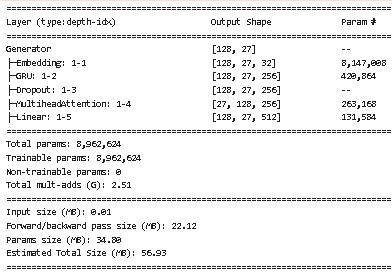 ==========================================================================================
Layer (type:depth-idx)                   Output Shape              Param #
==========================================================================================
Generator                                [128, 27]                 --
├─Embedding: 1-1                         [128, 27, 32]             8,147,008
├─GRU: 1-2                               [128, 27, 256]            420,864
├─Dropout: 1-3                           [128, 27, 256]            --
├─MultiheadAttention: 1-4                [27, 128, 256]            263,168
├─Linear: 1-5                            [128, 27, 512]            131,584
==========================================================================================
Total params: 8,962,624
Trainable params: 8,962,624
Non-trainable params: 0
Total mult-adds (G): 2.51
==========================================================================================
Input size (MB): 0.01
Forward/backward pass size (MB): 22.12
Params size (MB): 34.80
Estimated Total Size (MB): 56.93
==========================================================================================